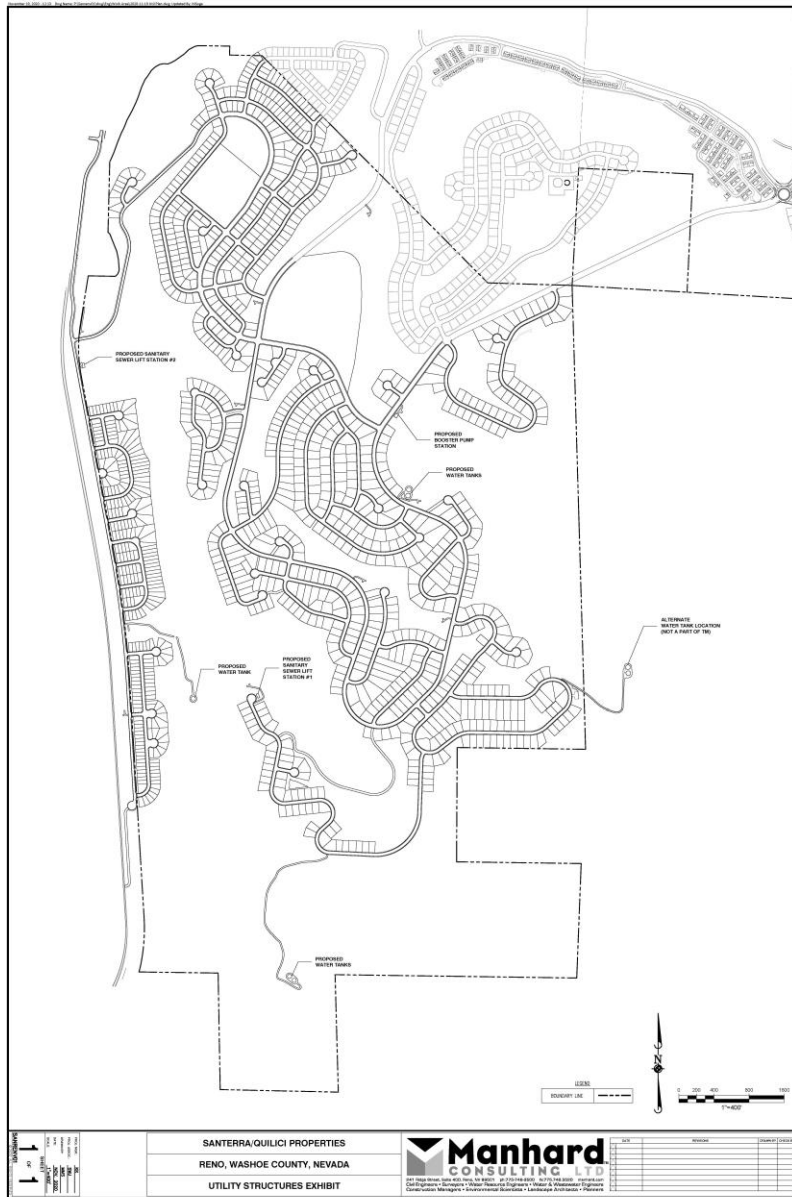 PROPOSED SANITARY
SEWER LIFT STATION #2
PROPOSED
BOOSTER PUMP
STATION
PROPOSED
WATER TANKS
ALTERNATE
WATER TANK LOCATION
(NOT A PART OF TM)
PROPOSED
WATER TANK
PROPOSED
SANITARY
SEWER LIFT
STATION #1
PROPOSED
WATER TANKS
LEGEND
BOUNDARY LINE
N
0 200 400 800 1600
1"=400'
SANTERRA/QUILICI PROPERTIES
RENO, WASHOE COUNTY, NEVADA
UTILITY STRUCTURES EXHIBIT
Manhard
CONSULTING LTD
Civil Engineers • Surveyors • Water Resource Engineers • Water & Wastewater Engineers
Construction Managers • Environmental Scientists • Landscape Architects • Planners
DATE REVISIONS
SHEET
1 OF 1